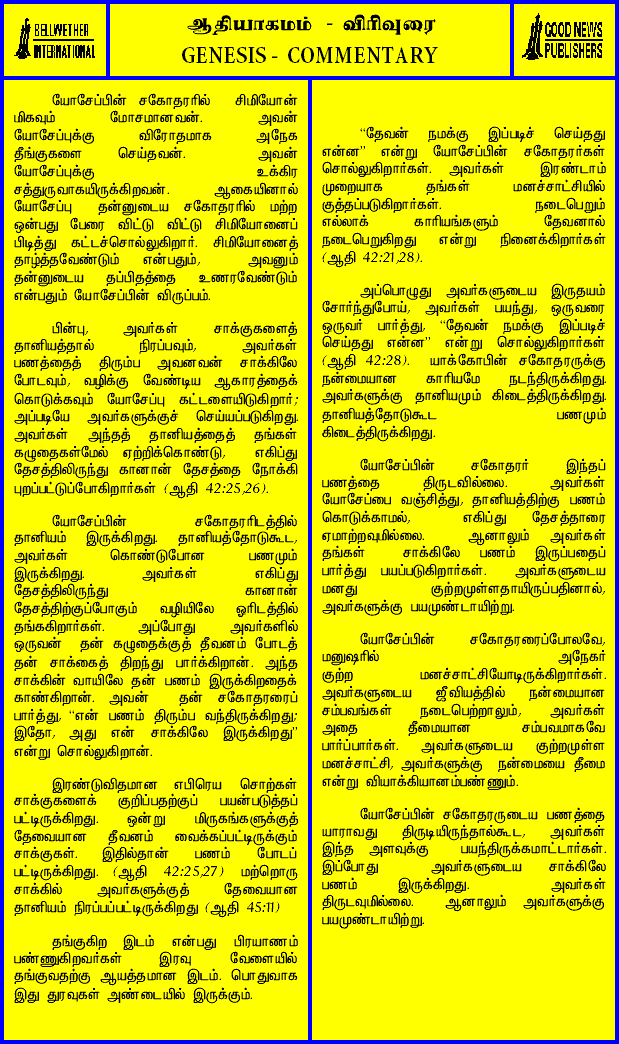 BELLWETHER
INTERNATIONAL
ஆதியாகமம் - விரிவுரை
GENESIS - COMMENTARY
GOOD NEWS
PUBLISHERS
யோசேப்பின் சகோதரரில் சிமியோன்
மிகவும் மோசமானவன். அவன்
யோசேப்புக்கு விரோதமாக அநேக
தீங்குகளை செய்தவன். அவன்
யோசேப்புக்கு உக்கிர
சத்துருவாகயிருக்கிறவன். ஆகையினால்
யோசேப்பு தன்னுடைய சகோதரரில் மற்ற
ஒன்பது பேரை விட்டு விட்டு சிமியோனைப்
பிடித்து கட்டச்சொல்லுகிறார். சிமியோனைத்
தாழ்த்தவேண்டும் என்பதும், அவனும்
தன்னுடைய தப்பிதத்தை உணரவேண்டும்
என்பதும் யோசேப்பின் விருப்பம்.
பின்பு, அவர்கள் சாக்குகளைத்
தானியத்தால் நிரப்பவும், அவர்கள்
பணத்தைத் திரும்ப அவனவன் சாக்கிலே
போடவும், வழிக்கு வேண்டிய ஆகாரத்தைக்
கொடுக்கவும் யோசேப்பு கட்டளையிடுகிறார்;
அப்படியே அவர்களுக்குச் செய்யப்படுகிறது.
அவர்கள் அந்தத் தானியத்தைத் தங்கள்
கழுதைகள்மேல் ஏற்றிக்கொண்டு, எகிப்து
தேசத்திலிருந்து கானான் தேசத்தை நோக்கி
புறப்பட்டுப்போகிறார்கள் (ஆதி 42:25,26).
யோசேப்பின் சகோதரரிடத்தில்
தானியம் இருக்கிறது. தானியத்தோடுகூட,
அவர்கள் கொண்டுபோன பணமும்
இருக்கிறது. அவர்கள் எகிப்து
தேசத்திலிருந்து கானான்
தேசத்திற்குப்போகும் வழியிலே ஓரிடத்தில்
தங்ககிறார்கள். அப்போது அவர்களில்
ஒருவன் தன் கழுதைக்குத் தீவனம் போடத்
தன் சாக்கைத் திறந்து பார்க்கிறான். அந்த
சாக்கின் வாயிலே தன் பணம் இருக்கிறதைக்
காண்கிறான். அவன் தன் சகோதரரைப்
பார்த்து, “என் பணம் திரும்ப வந்திருக்கிறது;
இதோ, அது என் சாக்கிலே இருக்கிறது”
என்று சொல்லுகிறான்.
இரண்டுவிதமான எபிரெய சொற்கள்
சாக்குகளைக் குறிப்பதற்குப் பயன்படுத்தப்
பட்டிருக்கிறது. ஒன்று மிருகங்களுக்குத்
தேவையான தீவனம் வைக்கப்பட்டிருக்கும்
சாக்குகள். இதில்தான் பணம் போடப்
பட்டிருக்கிறது. (ஆதி 42:25,27) மற்றொரு
சாக்கில் அவர்களுக்குத் தேவையான
தானியம் நிரப்பப்பட்டிருக்கிறது (ஆதி 45:11)
தங்குகிற இடம் என்பது பிரயாணம்
பண்ணுகிறவர்கள் இரவு வேளையில்
தங்குவதற்கு ஆயத்தமான இடம். பொதுவாக
இது துரவுகள் அண்டையில் இருக்கும்.
“தேவன் நமக்கு இப்படிச் செய்தது
என்ன” என்று யோசேப்பின் சகோதரர்கள்
சொல்லுகிறார்கள். அவர்கள் இரண்டாம்
முறையாக தங்கள் மனச்சாட்சியில்
குத்தப்படுகிறார்கள். நடைபெறும்
எல்லாக் காரியங்களும் தேவனால்
நடைபெறுகிறது என்று நினைக்கிறார்கள்
(ஆதி 42:21,28).
அப்பொழுது அவர்களுடைய இருதயம்
சோர்ந்துபோய், அவர்கள் பயந்து, ஒருவரை
ஒருவர் பார்த்து, “தேவன் நமக்கு இப்படிச்
செய்தது என்ன” என்று சொல்லுகிறார்கள்
(ஆதி 42:28). யாக்கோபின் சகோதரருக்கு
நன்மையான காரியமே நடந்திருக்கிறது.
அவர்களுக்கு தானியமும் கிடைத்திருக்கிறது.
தானியத்தோடுகூட பணமும்
கிடைத்திருக்கிறது.
யோசேப்பின் சகோதரர் இந்தப்
பணத்தை திருடவில்லை. அவர்கள்
யோசேப்பை வஞ்சித்து, தானியத்திற்கு பணம்
கொடுக்காமல், எகிப்து தேசத்தாரை
ஏமாற்றவுமில்லை. ஆனாலும் அவர்கள்
தங்கள் சாக்கிலே பணம் இருப்பதைப்
பார்த்து பயப்படுகிறார்கள். அவர்களுடைய
மனது குற்றமுள்ளதாயிருப்பதினால்,
அவர்களுக்கு பயமுண்டாயிற்று.
யோசேப்பின் சகோதரரைப்போலவே,
மனுஷரில் அநேகர்
குற்ற மனச்சாட்சியோடிருக்கிறார்கள்.
அவர்களுடைய ஜீவியத்தில் நன்மையான
சம்பவங்கள் நடைபெற்றாலும், அவர்கள்
அதை தீமையான சம்பவமாகவே
பார்ப்பார்கள். அவர்களுடைய குற்றமுள்ள
மனச்சாட்சி, அவர்களுக்கு நன்மையை தீமை
என்று வியாக்கியானம்பண்ணும்.
யோசேப்பின் சகோதரருடைய பணத்தை
யாராவது திருடியிருந்தால்கூட, அவர்கள்
இந்த அளவுக்கு பயந்திருக்கமாட்டார்கள்.
இப்போது அவர்களுடைய சாக்கிலே
பணம் இருக்கிறது. அவர்கள்
திருடவுமில்லை. ஆனாலும் அவர்களுக்கு
பயமுண்டாயிற்று.